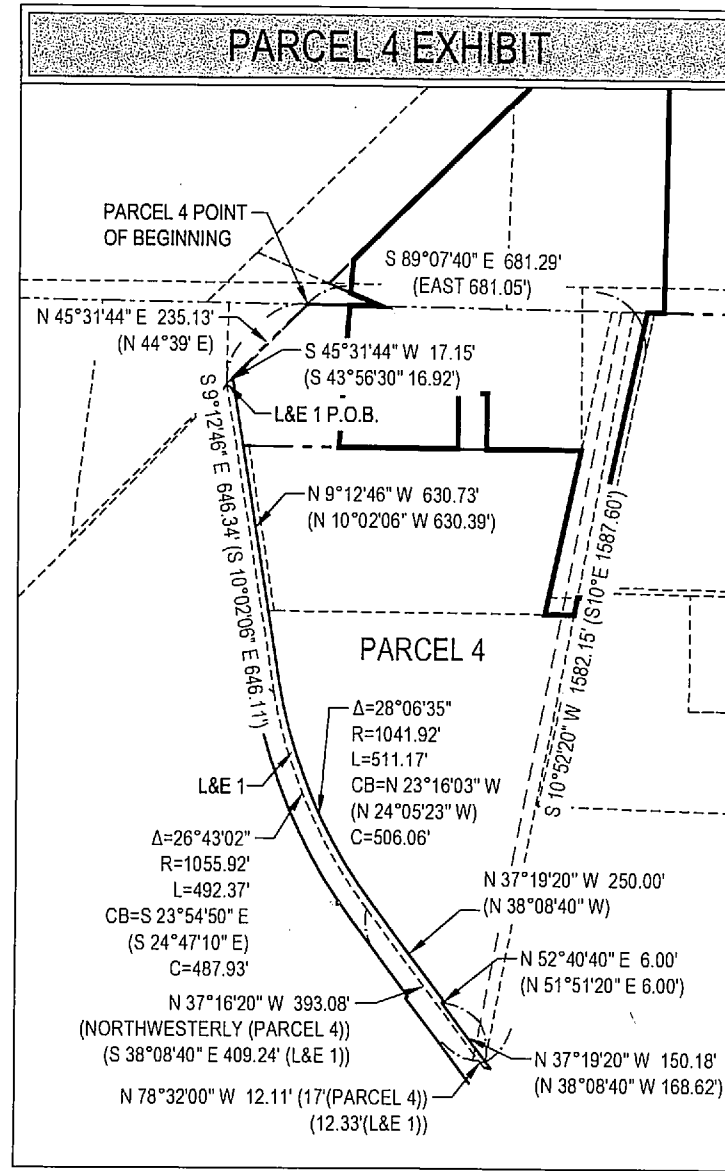 PARCEL 4 EXHIBIT
PARCEL 4 POINT
OF BEGINNING
S 89°07'40" E 681.29'
(EAST 681.05')
N 45°31'44" E 235.13'
(N 44°39' E)
S 45°31'44" W 17.15'
(S 43°56'30" 16.92')
L&E 1 P.O.B.
S 9°12'46" E 646.34' (S 10°02'06" E 646.11')
N 9°12'46" W 630.73'
(N 10°02'06" W 630.39')
S 10°52'20" W 1582.15' (S10°E 1587.60')
PARCEL 4
Δ=28°06'35"
R=1041.92'
L=511.17'
CB=N 23°16'03" W
(N 24°05'23" W)
C=506.06'
L&E 1
Δ=26°43'02"
R=1055.92'
L=492.37'
CB=S 23°54'50" E
(S 24°47'10" E)
C=487.93'
N 37°19'20" W 250.00'
(N 38°08'40" W)
N 52°40'40" E 6.00'
(N 51°51'20" E 6.00')
N 37°16'20" W 393.08'
(NORTHWESTERLY (PARCEL 4))
(S 38°08'40" E 409.24' (L&E 1))
N 37°19'20" W 150.18'
(N 38°08'40" W 168.62')
N 78°32'00" W 12.11' (17'(PARCEL 4))
(12.33'(L&E 1))